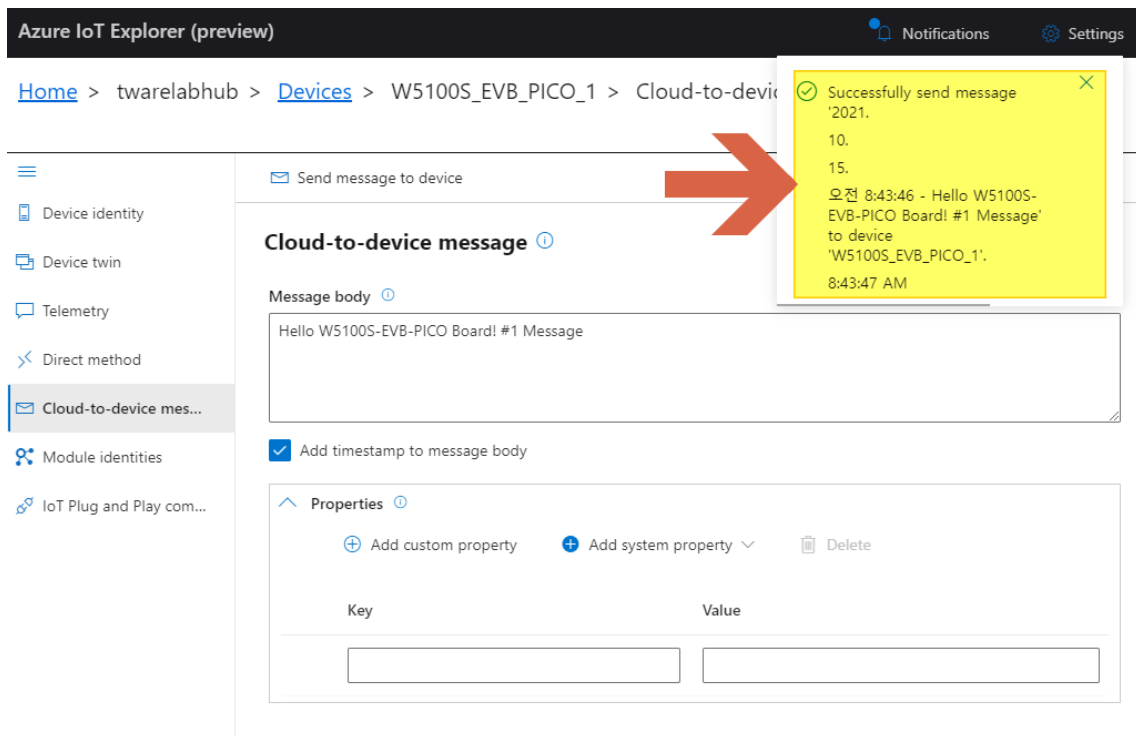 Azure IoT Explorer (preview)
Notifications
Settings
Home > twarelabhub > Devices > W5100S_EVB_PICO_1 > Cloud-to-devic
Successfully send message
'2021.
10.
15.
오전 8:43:46 - Hello W5100S-
EVB-PICO Board! #1 Message'
to device
'W5100S_EVB_PICO_1'.
8:43:47 AM
Device identity
Device twin
Telemetry
Direct method
Cloud-to-device mes...
Module identities
IoT Plug and Play com...
Send message to device
Cloud-to-device message
Message body
Hello W5100S-EVB-PICO Board! #1 Message
Add timestamp to message body
Properties
Add custom property
Add system property
Delete
Key
Value